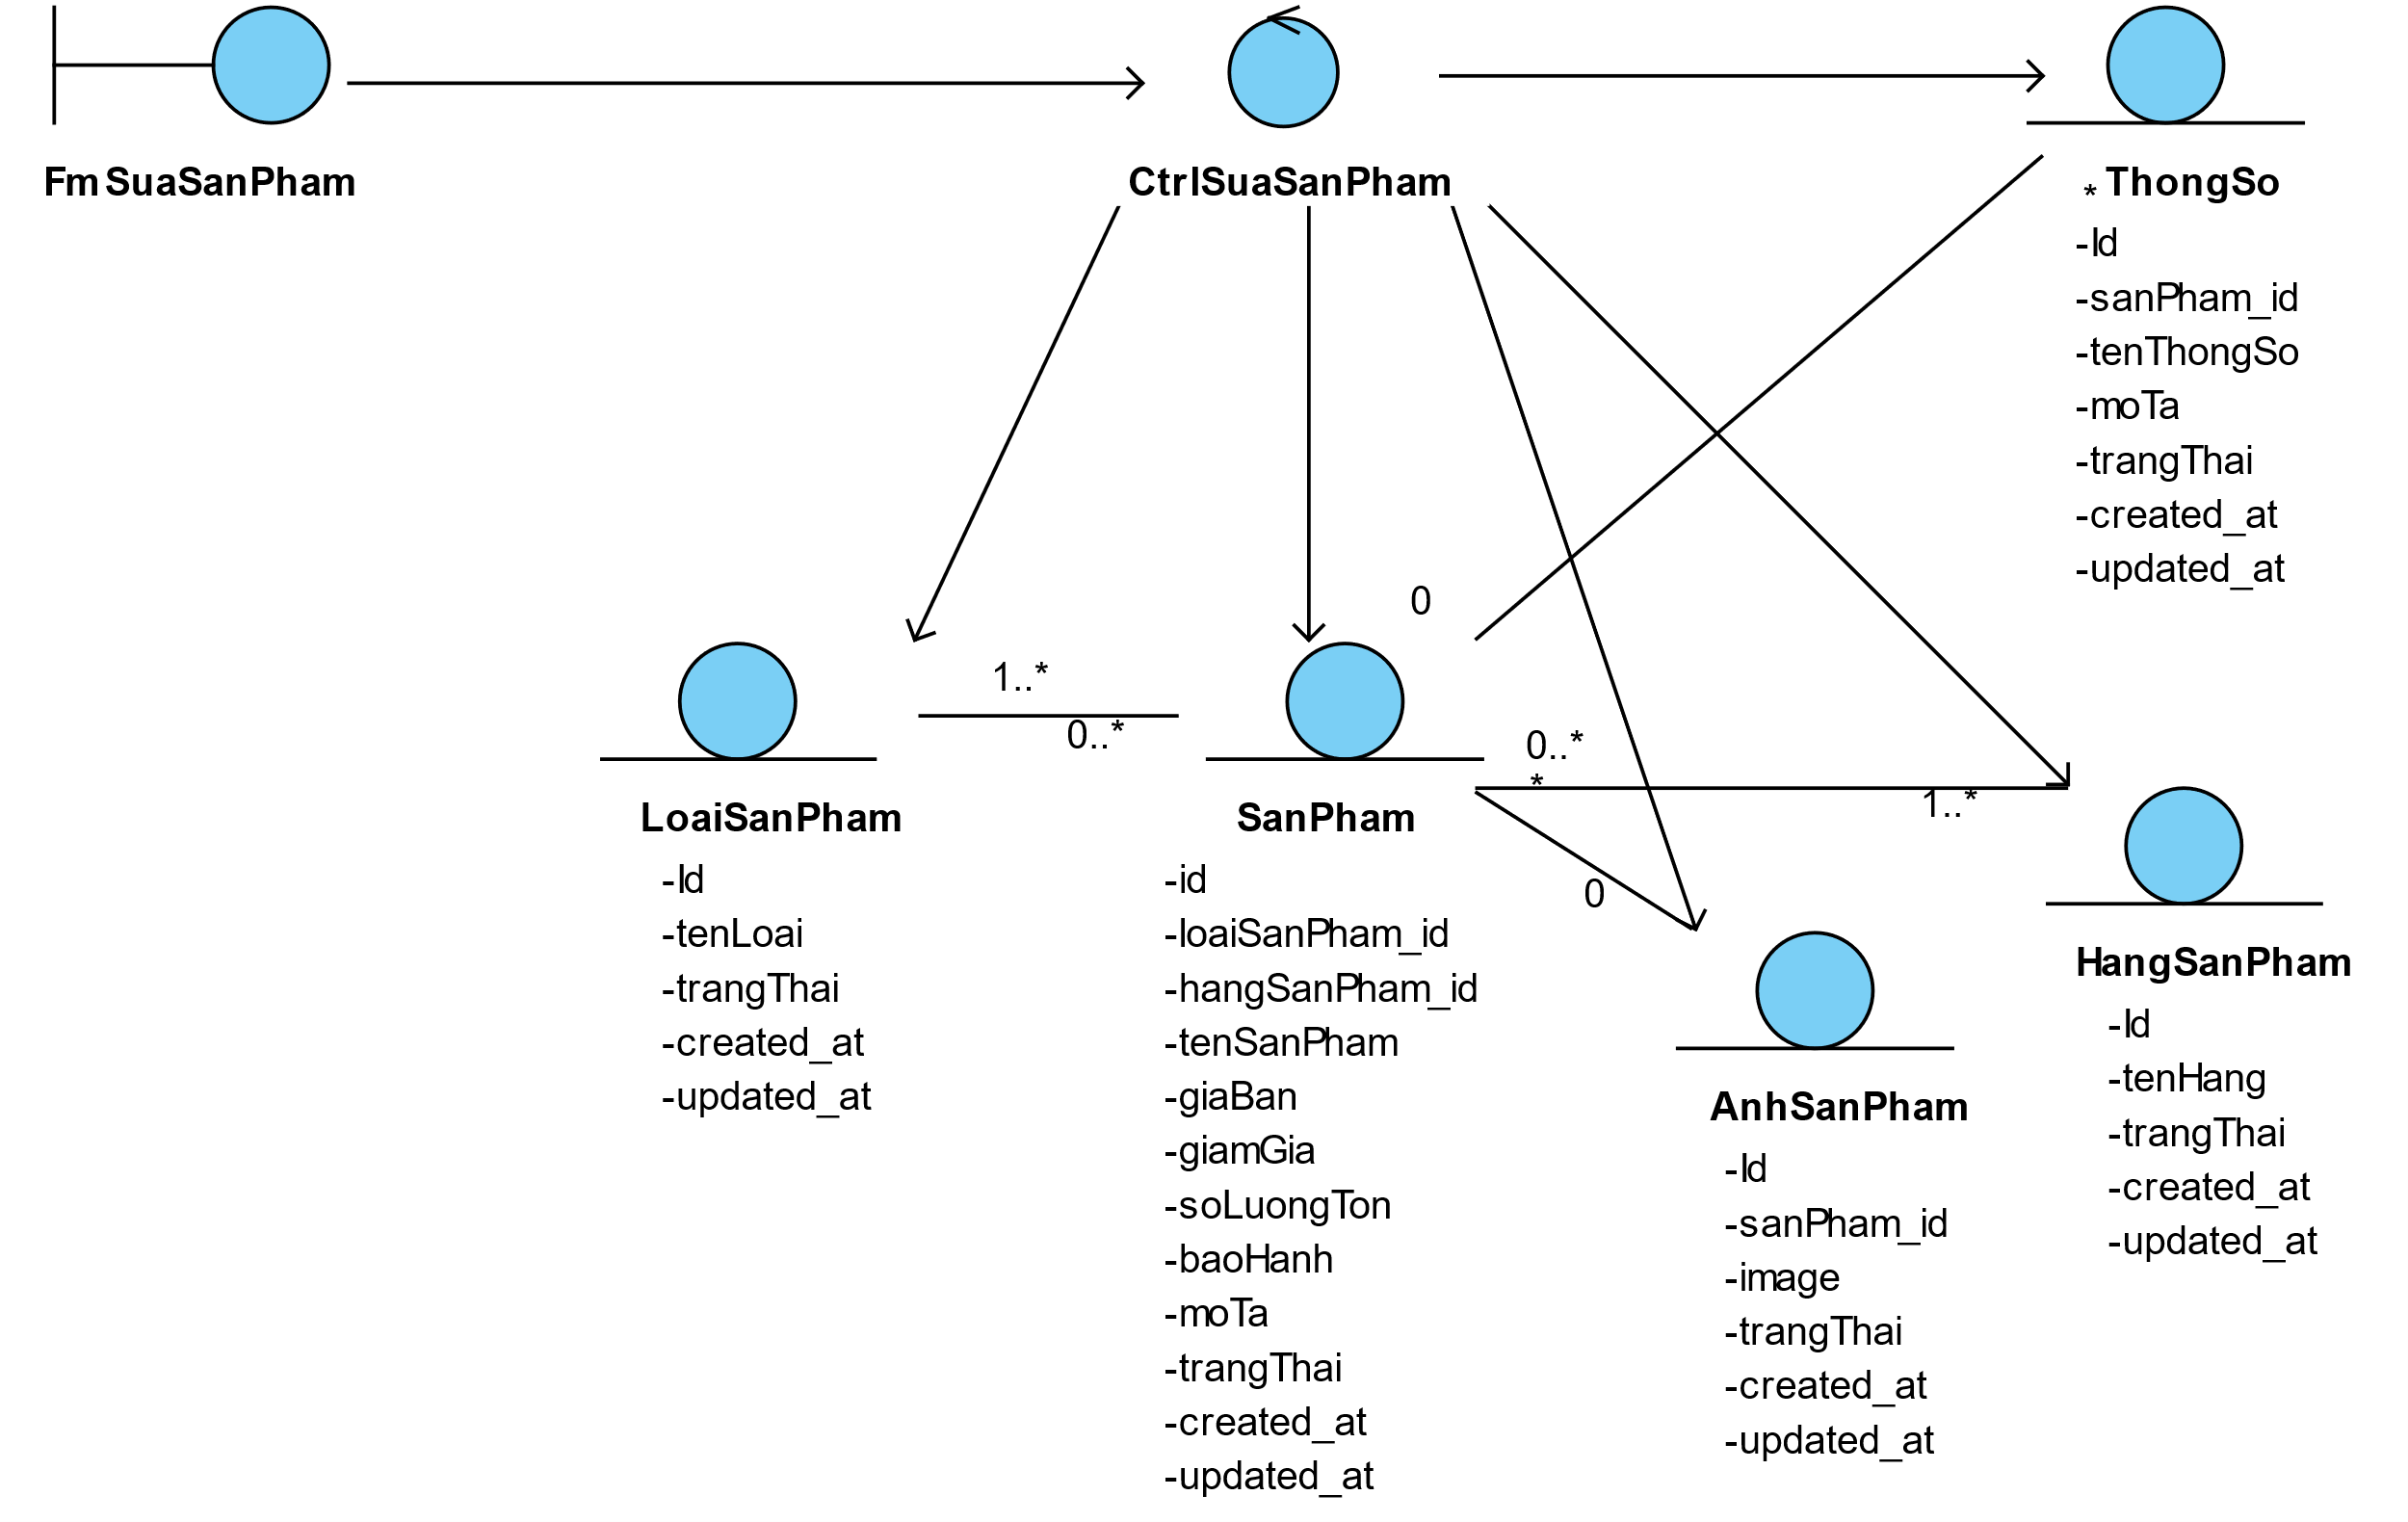 FmSuaSanPham
CtrlSuaSanPham
* ThongSo
-Id
-sanPham_id
-tenThongSo
-moTa
-trangThai
-created_at
-updated_at
0
1..*
0..*
0..*
*
1..*
0
LoaiSanPham
-Id
-tenLoai
-trangThai
-created_at
-updated_at
SanPham
-id
-loaiSanPham_id
-hangSanPham_id
-tenSanPham
-giaBan
-giamGia
-soLuongTon
-baoHanh
-moTa
-trangThai
-created_at
-updated_at
AnhSanPham
-Id
-sanPham_id
-image
-trangThai
-created_at
-updated_at
HangSanPham
-Id
-tenHang
-trangThai
-created_at
-updated_at